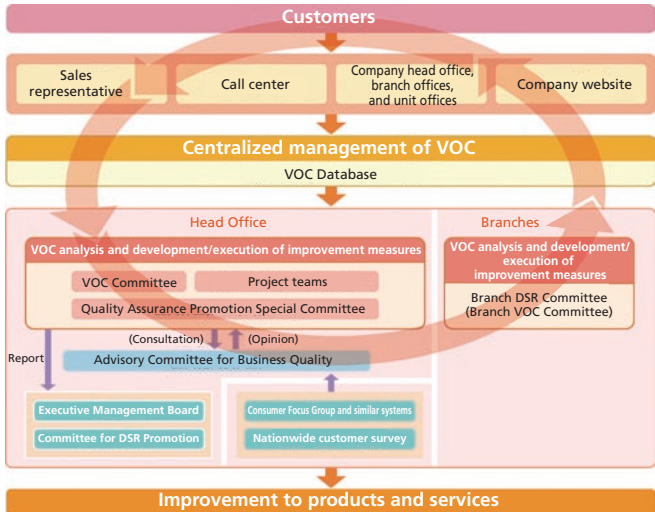 Customers
Sales
representative
Call center
Company head office,
branch offices,
and unit offices
Company website
Centralized management of VOC
VOC Database
Head Office
VOC analysis and development/execution of improvement measures
VOC Committee
Project teams
Quality Assurance Promotion Special Committee
(Consultation)
(Opinion)
Report
Advisory Committee for Business Quality
Executive Management Board
Committee for DSR Promotion
Consumer Focus Group and similar systems
Nationwide customer survey
Branches
VOC analysis and development/
execution of
improvement measures
Branch DSR Committee
(Branch VOC Committee)
Improvement to products and services